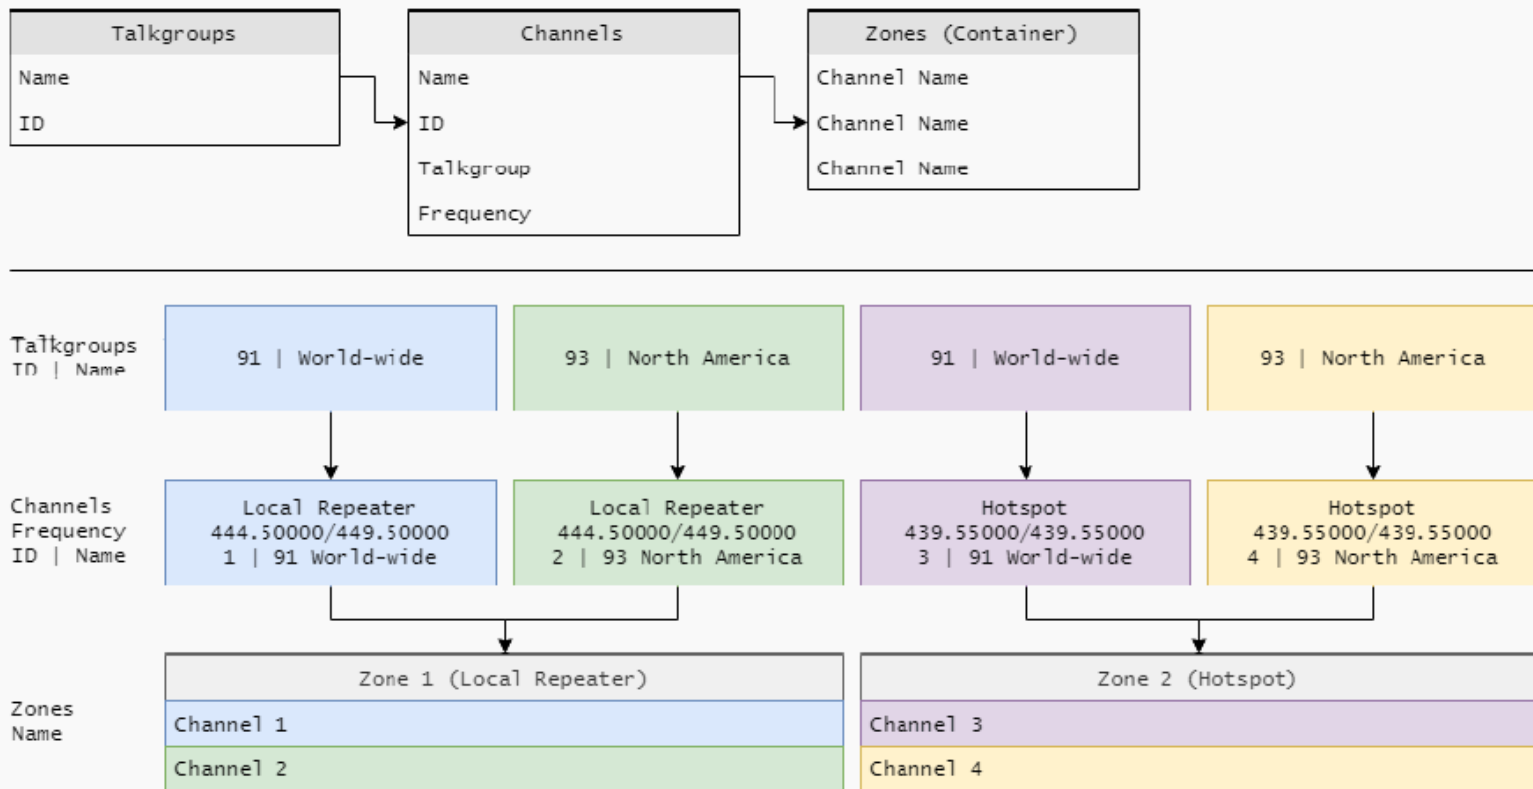 Talkgroups
Name
ID
Channels
Name
ID
Talkgroup
Frequency
Zones (Container)
Channel Name
Channel Name
Channel Name
Talkgroups
ID | Name
91 | World-wide
93 | North America
91 | World-wide
93 | North America
Channels
Frequency
ID | Name
Local Repeater
444.50000/449.50000
1 | 91 World-wide
Local Repeater
444.50000/449.50000
2 | 93 North America
Hotspot
439.55000/439.55000
3 | 91 World-wide
Hotspot
439.55000/439.55000
4 | 93 North America
Zones
Name
Zone 1 (Local Repeater)
Channel 1
Channel 2
Zone 2 (Hotspot)
Channel 3
Channel 4